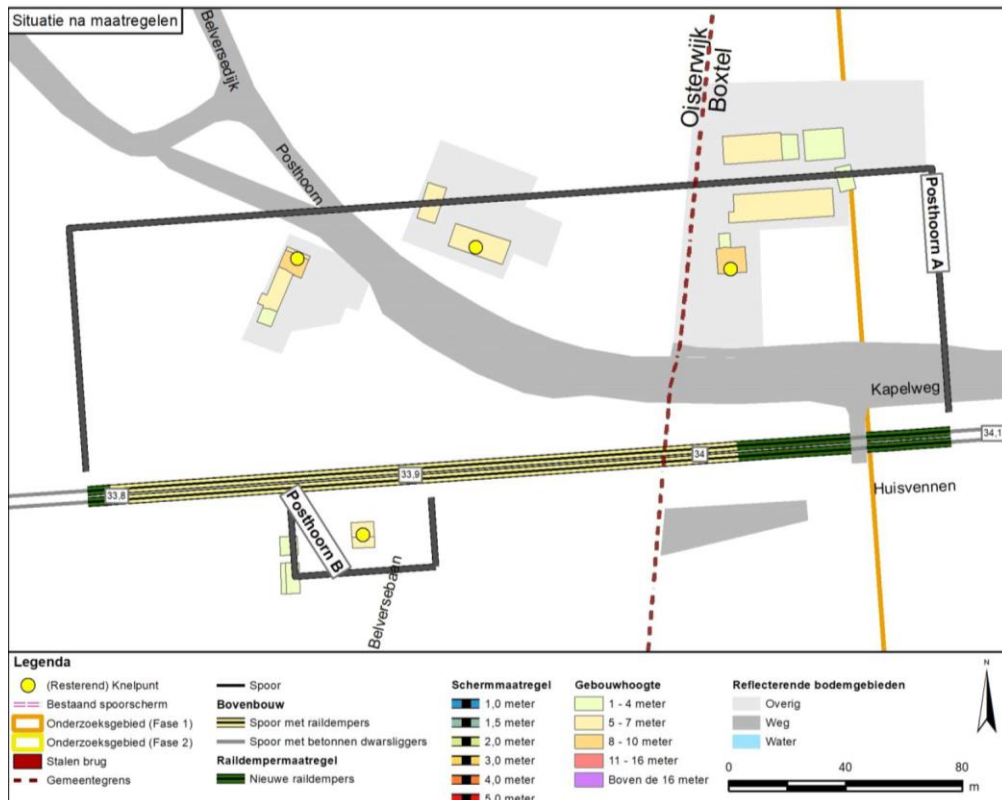 Situatie na maatregelen
Belversedijk
Posthoorn
Oisterwijk
Boxtel
Posthoorn A
Kapelweg
34,1
34
33,9
33,8
Huisvennen
Posthoorn B
Belversebaan
Legenda
(Resterend) Knelpunt
Bestaand spoorscherm
Onderzoeksgebied (Fase 1)
Onderzoeksgebied (Fase 2)
Stalen brug
Gemeentegrens
Spoor
Bovenbouw
Spoor met raildempers
Spoor met betonnen dwarsliggers
Raildempermaatregel
Nieuwe raildempers
Schermmaatregel
1,0 meter
1,5 meter
2,0 meter
3,0 meter
4,0 meter
5,0 meter
Gebouwhoogte
1 - 4 meter
5 - 7 meter
8 - 10 meter
11 - 16 meter
Boven de 16 meter
Reflecterende bodemgebieden
Overig
Weg
Water
N
0 40 80
m